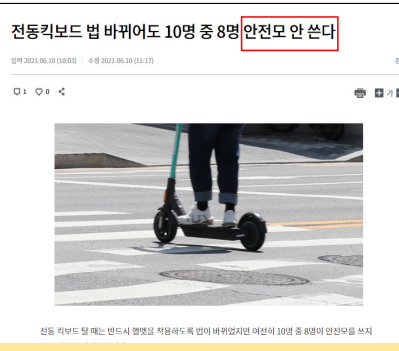 전동킥보드 법 바뀌어도 10명 중 8명 안전모 안 쓴다
입력 2021.06.10 (10:03) | 수정 2021.06.10 (11:17)
1 0
가
전동 킥보드 탈 때는 반드시 헬멧을 착용하도록 법이 바뀌었지만 여전히 10명 중 8명이 안전모를 쓰지